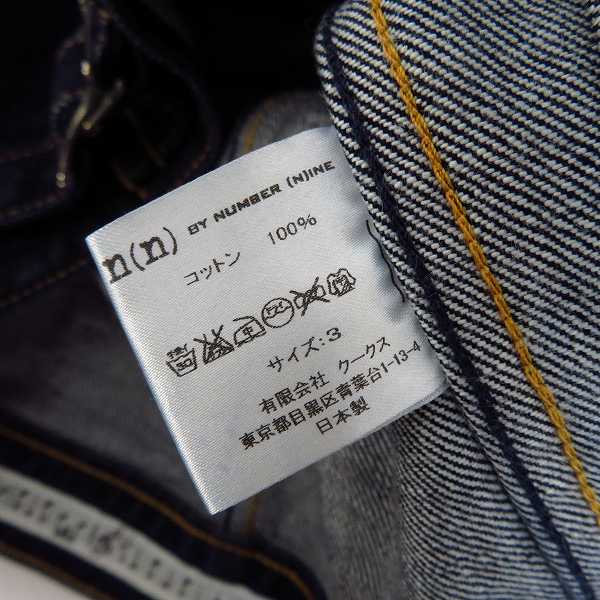 n(n) BY NUMBER (N)INE
コットン 100%
サイズ:3
有限会社 クークス
東京都目黒区青葉台1-13-4
日本製